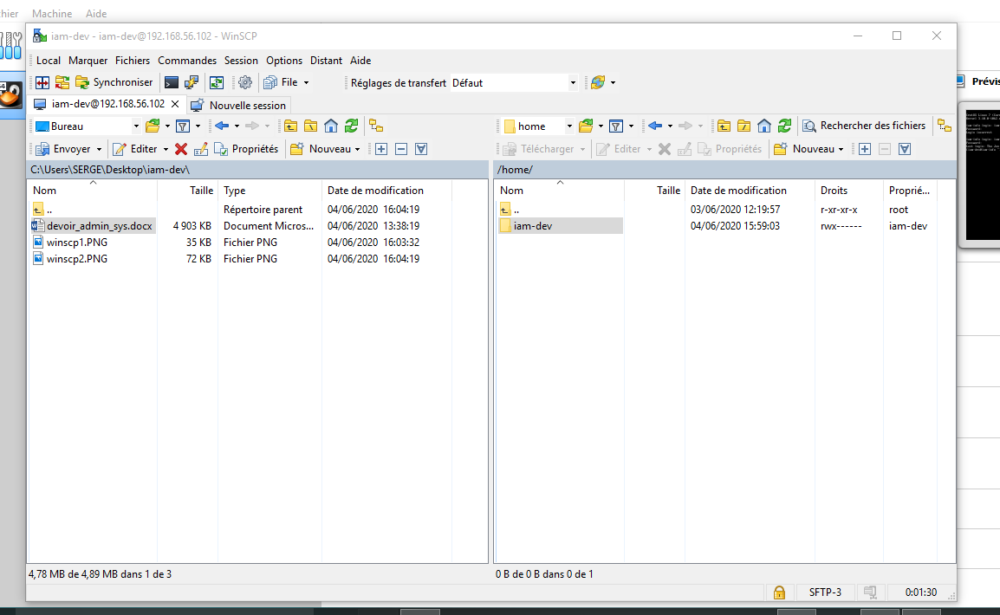 hier Machine Aide
iam-dev - iam-dev@192.168.56.102 - WinSCP
Local Marquer Fichiers Commandes Session Options Distant Aide
Synchroniser File Réglages de transfert Défaut
iam-dev@192.168.56.102 Nouvelle session
Prévis
Bureau home Rechercher des fichiers
Envoyer Editer Propriétés Nouveau Télécharger Editer Propriétés Nouveau
C:\Users\SERGE\Desktop\iam-dev\ /home/
Nom Taille Type Date de modification Nom Taille Date de modification Droits Proprié...
.. Répertoire parent 04/06/2020 16:04:19 .. 03/06/2020 12:19:57 r-xr-xr-x root
devoir_admin_sys.docx 4 903 KB Document Micros... 04/06/2020 13:38:19 iam-dev 04/06/2020 15:59:03 rwx------ iam-dev
winscp1.PNG 35 KB Fichier PNG 04/06/2020 16:03:32
winscp2.PNG 72 KB Fichier PNG 04/06/2020 16:04:19
4,78 MB de 4,89 MB dans 1 de 3 0 B de 0 B dans 0 de 1
SFTP-3 0:01:30